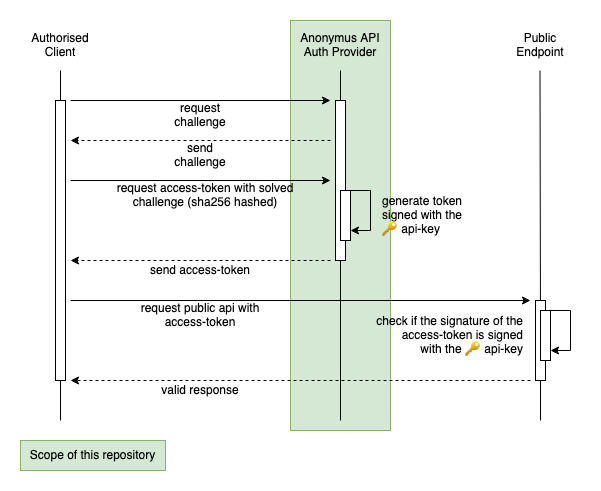 Authorised
Client
Anonymus API
Auth Provider
Public
Endpoint
request
challenge
send
challenge
request access-token with solved
challenge (sha256 hashed)
generate token
signed with the
🔑 api-key
send access-token
request public api with
access-token
check if the signature of the
access-token is signed
with the 🔑 api-key
valid response
Scope of this repository